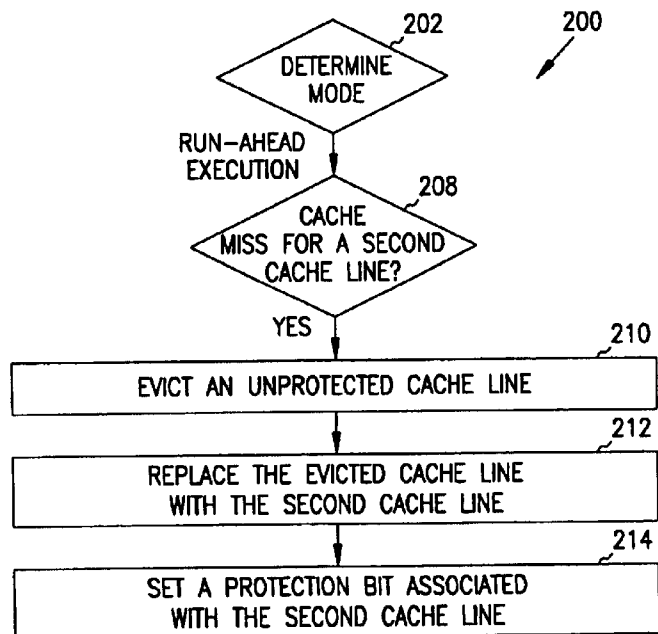 202
200
DETERMINE
MODE
RUN-AHEAD
EXECUTION
208
CACHE
MISS FOR A SECOND
CACHE LINE?
YES
210
EVICT AN UNPROTECTED CACHE LINE
212
REPLACE THE EVICTED CACHE LINE
WITH THE SECOND CACHE LINE
214
SET A PROTECTION BIT ASSOCIATED
WITH THE SECOND CACHE LINE